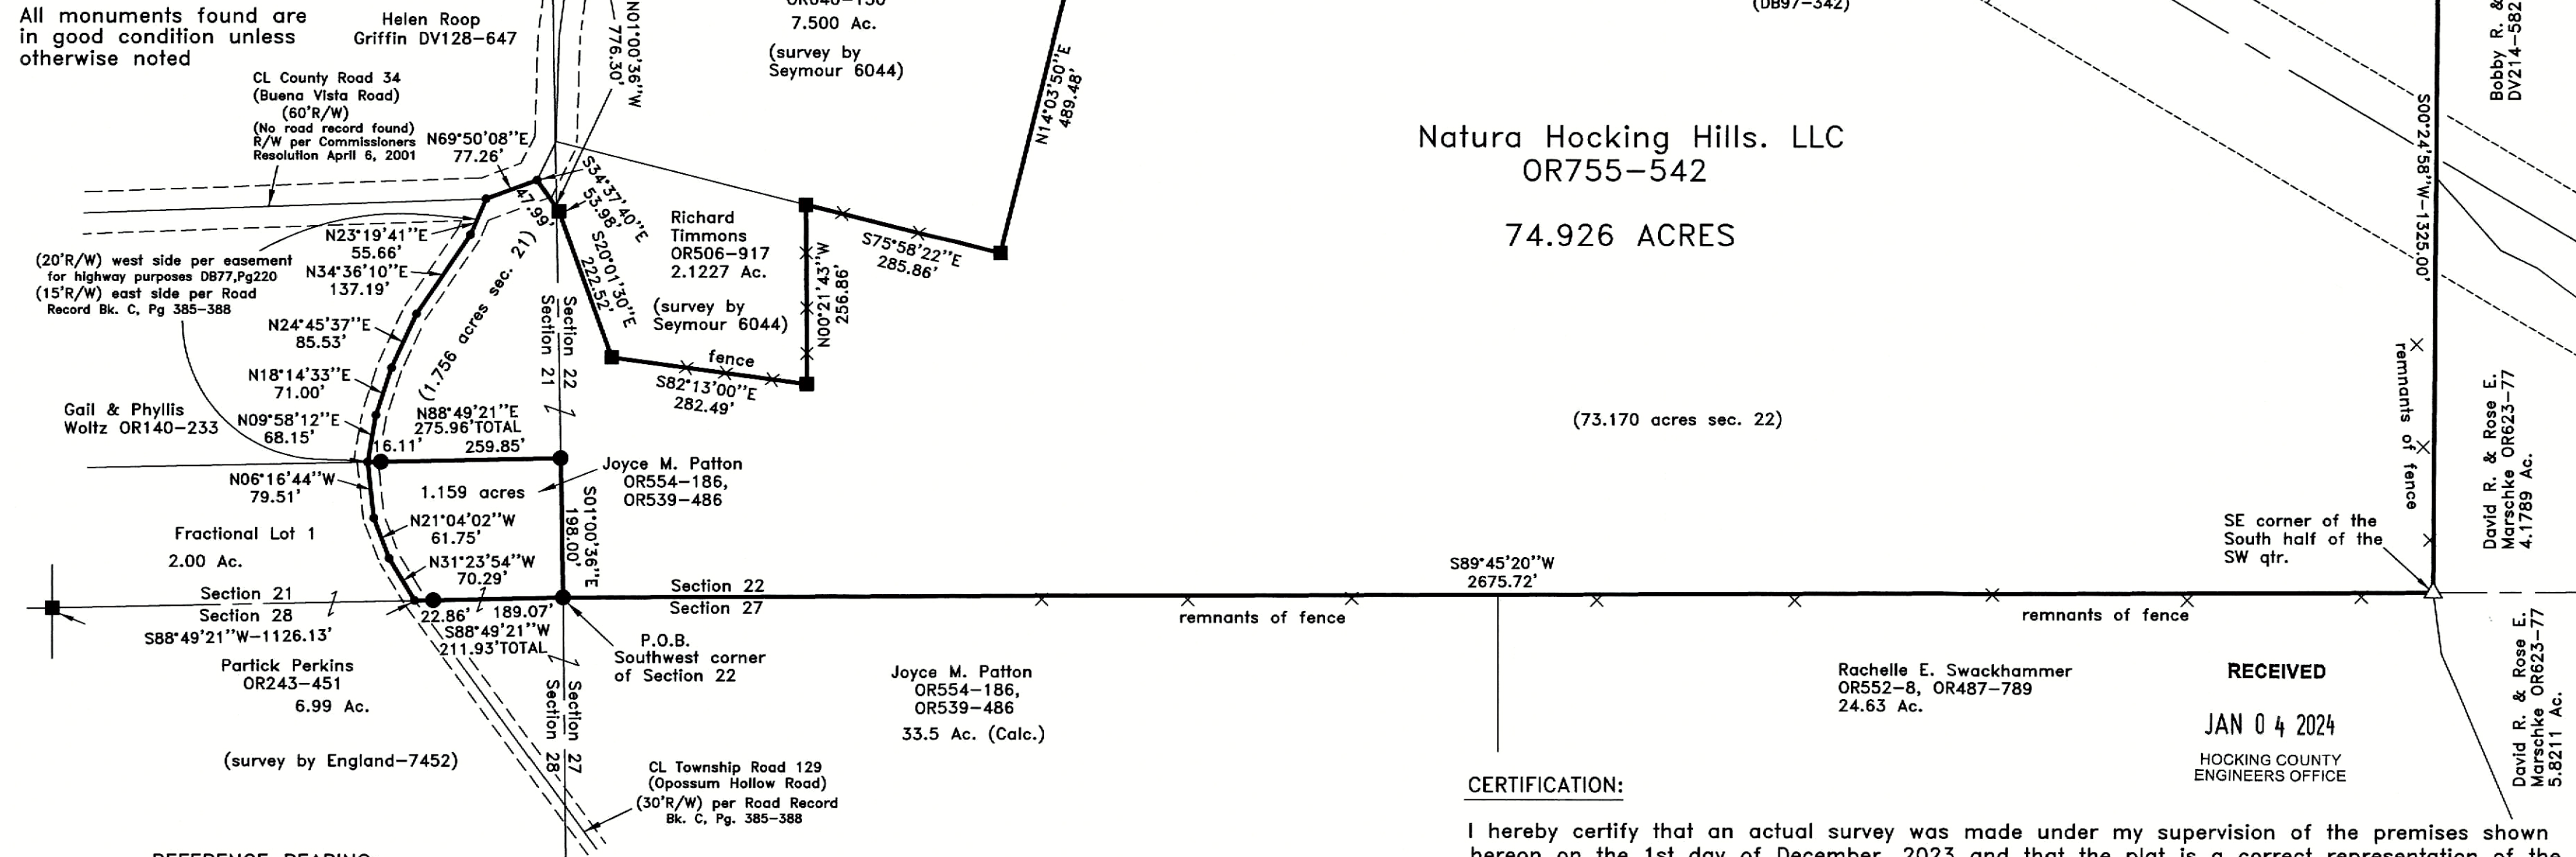 All monuments found are
in good condition unless
otherwise noted
Helen Roop
Griffin DV128-647
CL County Road 34
(Buena Vista Road)
(60'R/W)
(No road record found)
R/W per Commissioners
Resolution April 6, 2001
N69°50'08"E
77.26'
N01°00'36"W
776.30'
7.500 Ac.
(survey by
Seymour 6044)
N14°03'50"E
489.48'
(DB97-342)
Natura Hocking Hills. LLC
OR755-542
74.926 ACRES
S00°24'58"W-1325.00'
Bobby R. &
DV214-582
S34°37'40"E
53.98'
47.99'
N23°19'41"E
55.66'
(20'R/W) west side per easement
for highway purposes DB77,Pg220
(15'R/W) east side per Road
Record Bk. C, Pg 385-388
N34°36'10"E
137.19'
N24°45'37"E
85.53'
N18°14'33"E
71.00'
N09°58'12"E
68.15'
Gail & Phyllis
Woltz OR140-233
(1.756 acres sec. 21)
S20°01'30"E
222.52'
Section 22
Section 21
Richard
Timmons
OR506-917
2.1227 Ac.
(survey by
Seymour 6044)
N00°21'43"W
256.86'
S75°58'22"E
285.86'
fence
S82°13'00"E
282.49'
N88°49'21"E
275.96'TOTAL
16.11'
259.85'
Joyce M. Patton
OR554-186,
OR539-486
1.159 acres
S01°00'36"E
198.00'
N06°16'44"W
79.51'
N21°04'02"W
61.75'
N31°23'54"W
70.29'
Fractional Lot 1
2.00 Ac.
Section 21
Section 28
S88°49'21"W-1126.13'
22.86'
189.07'
S88°49'21"W
211.93'TOTAL
Section 22
Section 27
P.O.B.
Southwest corner
of Section 22
Section 27
Section 28
Partick Perkins
OR243-451
6.99 Ac.
(survey by England-7452)
CL Township Road 129
(Opossum Hollow Road)
(30'R/W) per Road Record
Bk. C, Pg. 385-388
(73.170 acres sec. 22)
S89°45'20"W
2675.72'
remnants of fence
remnants of fence
remnants of fence
SE corner of the
South half of the
SW qtr.
David R. & Rose E.
Marschke OR623-77
4.1789 Ac.
David R. & Rose E.
Marschke OR623-77
5.8211 Ac.
Joyce M. Patton
OR554-186,
OR539-486
33.5 Ac. (Calc.)
Rachelle E. Swackhammer
OR552-8, OR487-789
24.63 Ac.
RECEIVED
JAN 04 2024
HOCKING COUNTY
ENGINEERS OFFICE
CERTIFICATION:
I hereby certify that an actual survey was made under my supervision of the premises shown
hereon on the 1st day of December, 2023 and that the plat is a correct representation of the
REFERENCE BEARING